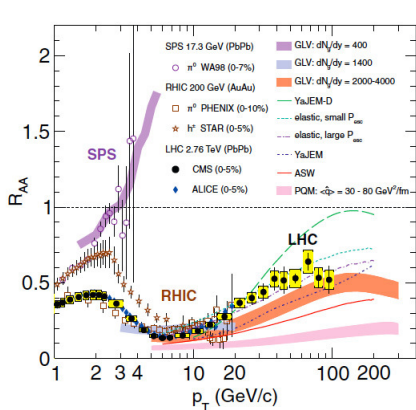 SPS 17.3 GeV (PbPb)
π⁰ WA98 (0-7%)
RHIC 200 GeV (AuAu)
π⁰ PHENIX (0-10%)
h± STAR (0-5%)
LHC 2.76 TeV (PbPb)
CMS (0-5%)
ALICE (0-5%)
GLV: dN_g/dy = 400
GLV: dN_g/dy = 1400
GLV: dN_g/dy = 2000-4000
YaJEM-D
elastic, small P_esc
elastic, large P_esc
YaJEM
ASW
PQM: <q̂> = 30 - 80 GeV²/fm
SPS
RHIC
LHC
R_AA
2
1.5
1
0.5
0
1 2 3 4 10 20 100 200
p_T (GeV/c)